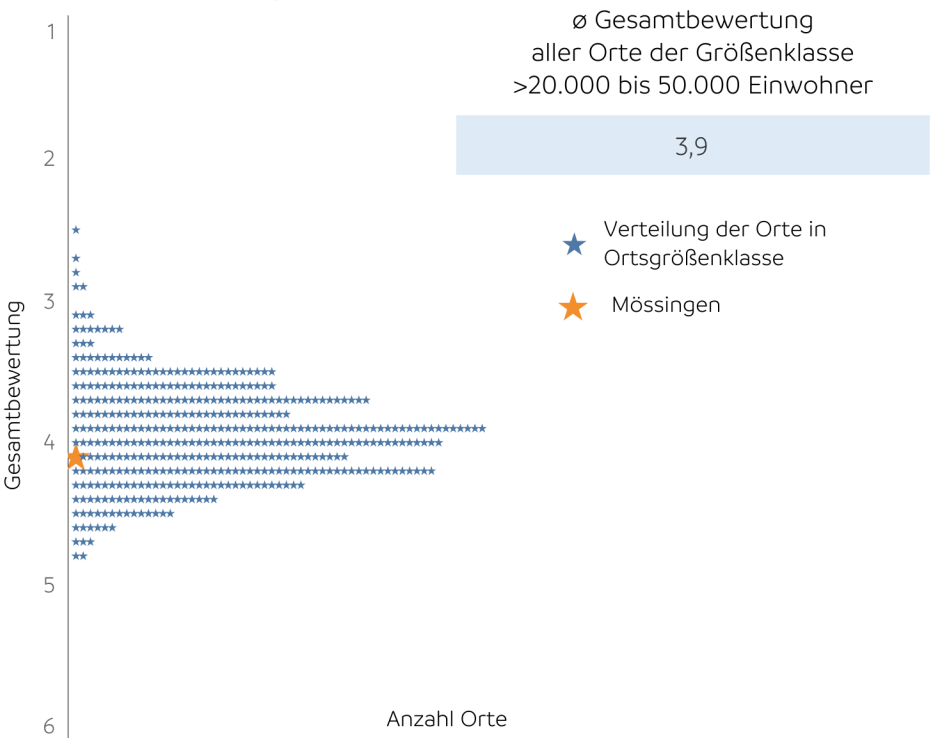 ø Gesamtbewertung
aller Orte der Größenklasse
>20.000 bis 50.000 Einwohner
3,9
Verteilung der Orte in
Ortsgrößenklasse
Mössingen
Gesamtbewertung
1
2
3
4
5
6
Anzahl Orte